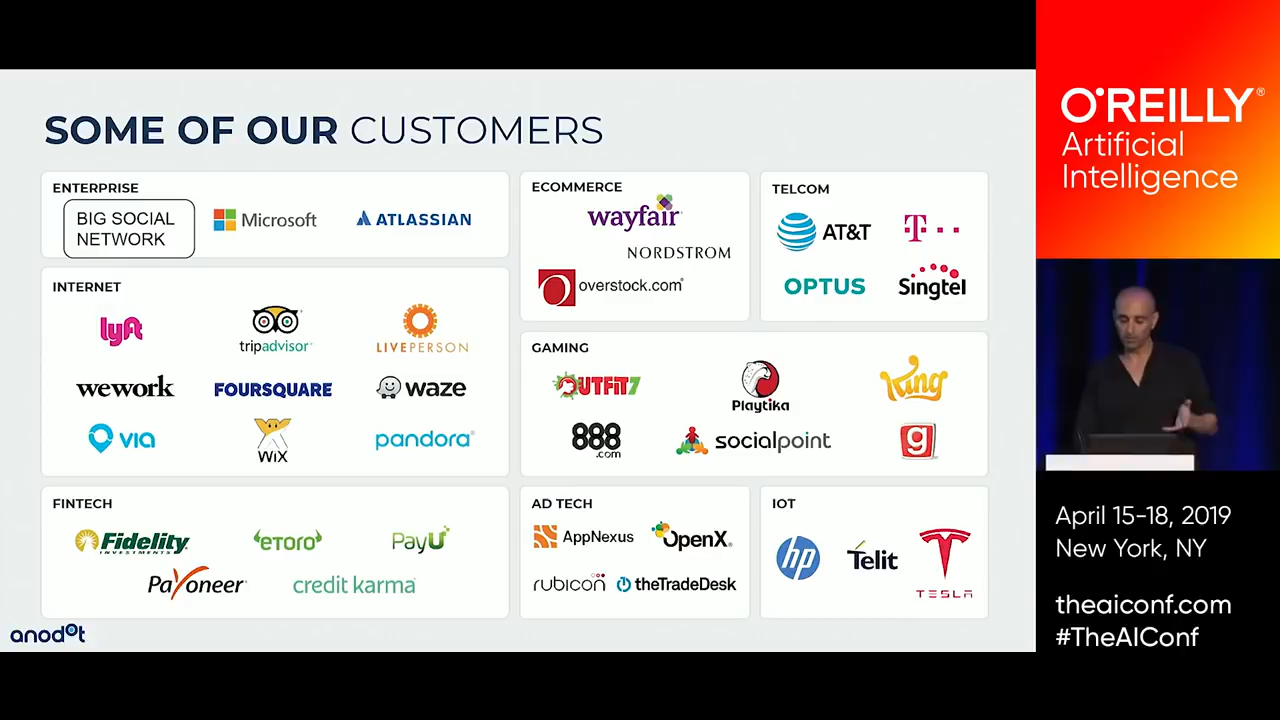 SOME OF OUR CUSTOMERS
ENTERPRISE
BIG SOCIAL
NETWORK
Microsoft
ATLASSIAN
INTERNET
lyft
tripadvisor
LIVEPERSON
wework
FOURSQUARE
waze
VIA
WiX
pandora
FINTECH
Fidelity
INVESTMENTS
eTORO
PayU
Payoneer
credit karma
ECOMMERCE
wayfair
NORDSTROM
overstock.com
TELCOM
AT&T
T
OPTUS
Singtel
GAMING
OUTFIT7
Playtika
King
888
.com
socialpoint
g
AD TECH
AppNexus
OpenX
rubicon
theTradeDesk
IOT
hp
Telit
TESLA
anodot
O'REILLY®
Artificial
Intelligence
April 15-18, 2019
New York, NY
theaiconf.com
#TheAIConf